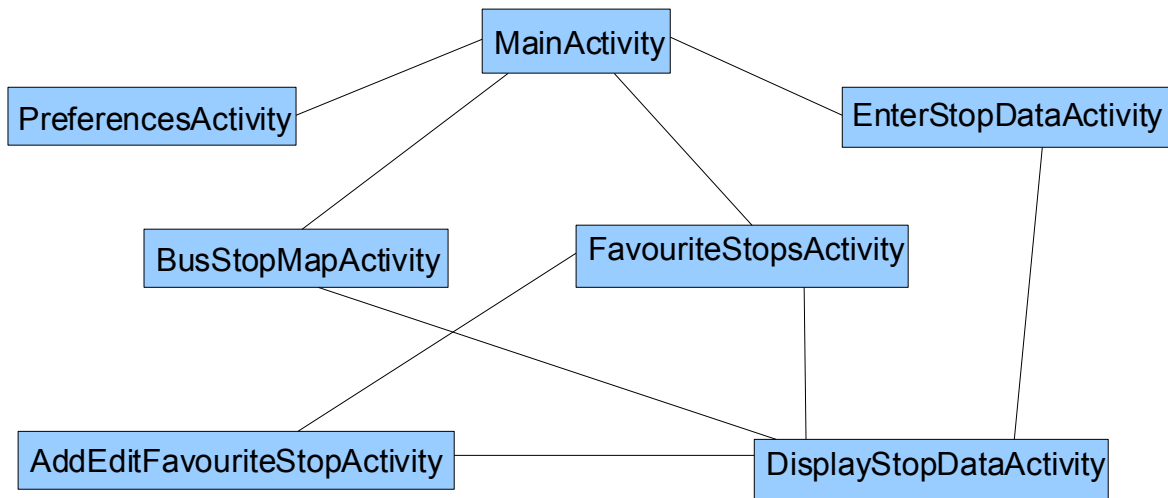 MainActivity
PreferencesActivity
EnterStopDataActivity
BusStopMapActivity
FavouriteStopsActivity
AddEditFavouriteStopActivity
DisplayStopDataActivity